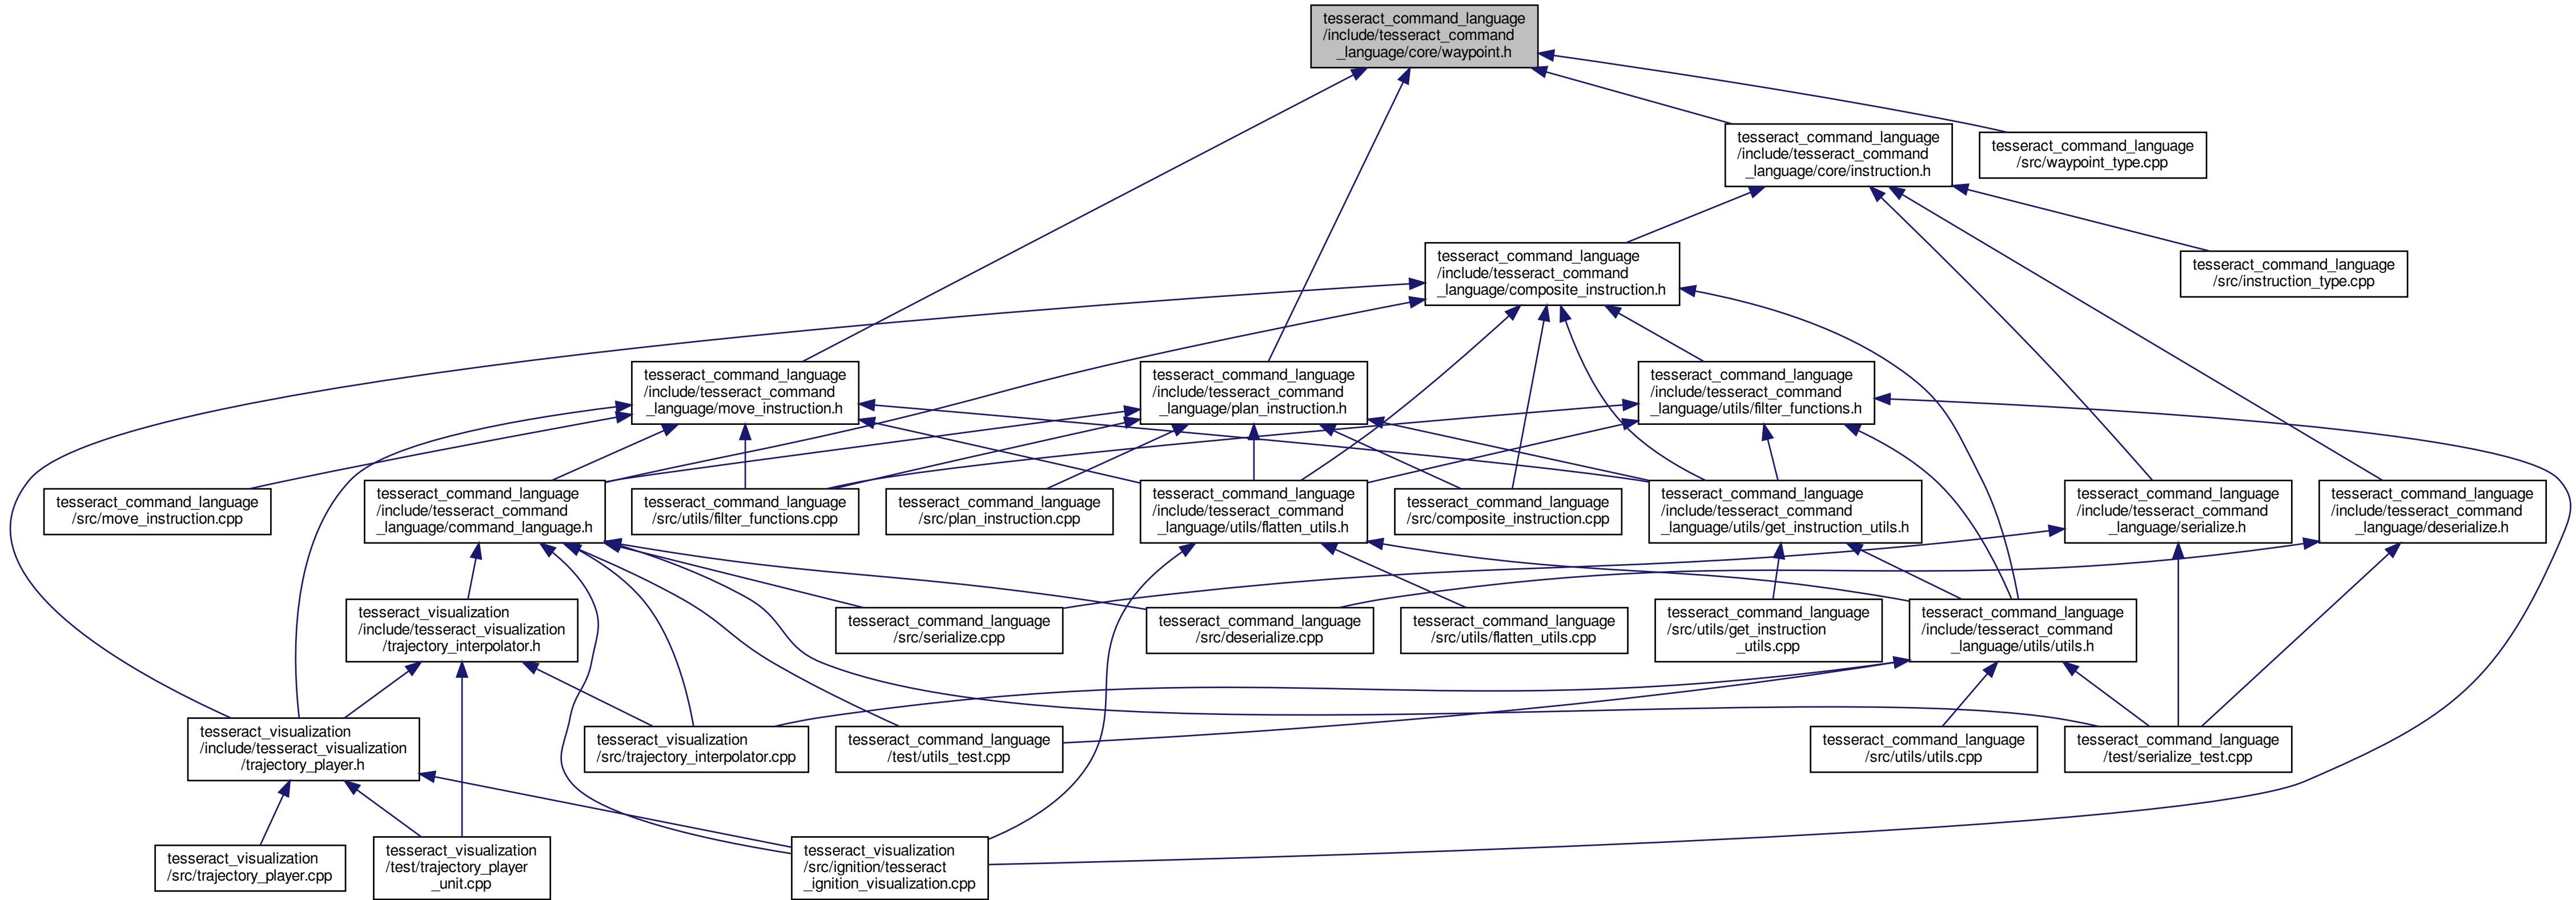 tesseract_command_language
/include/tesseract_command
_language/core/waypoint.h
tesseract_command_language
/include/tesseract_command
_language/core/instruction.h
tesseract_command_language
/src/waypoint_type.cpp
tesseract_command_language
/include/tesseract_command
_language/composite_instruction.h
tesseract_command_language
/src/instruction_type.cpp
tesseract_command_language
/include/tesseract_command
_language/move_instruction.h
tesseract_command_language
/include/tesseract_command
_language/plan_instruction.h
tesseract_command_language
/include/tesseract_command
_language/utils/filter_functions.h
tesseract_command_language
/src/move_instruction.cpp
tesseract_command_language
/include/tesseract_command
_language/command_language.h
tesseract_command_language
/src/utils/filter_functions.cpp
tesseract_command_language
/src/plan_instruction.cpp
tesseract_command_language
/include/tesseract_command
_language/utils/flatten_utils.h
tesseract_command_language
/src/composite_instruction.cpp
tesseract_command_language
/include/tesseract_command
_language/utils/get_instruction_utils.h
tesseract_command_language
/include/tesseract_command
_language/serialize.h
tesseract_command_language
/include/tesseract_command
_language/deserialize.h
tesseract_visualization
/include/tesseract_visualization
/trajectory_interpolator.h
tesseract_command_language
/src/serialize.cpp
tesseract_command_language
/src/deserialize.cpp
tesseract_command_language
/src/utils/flatten_utils.cpp
tesseract_command_language
/src/utils/get_instruction
_utils.cpp
tesseract_command_language
/include/tesseract_command
_language/utils/utils.h
tesseract_visualization
/include/tesseract_visualization
/trajectory_player.h
tesseract_visualization
/src/trajectory_interpolator.cpp
tesseract_command_language
/test/utils_test.cpp
tesseract_command_language
/src/utils/utils.cpp
tesseract_command_language
/test/serialize_test.cpp
tesseract_visualization
/src/trajectory_player.cpp
tesseract_visualization
/test/trajectory_player
_unit.cpp
tesseract_visualization
/src/ignition/tesseract
_ignition_visualization.cpp